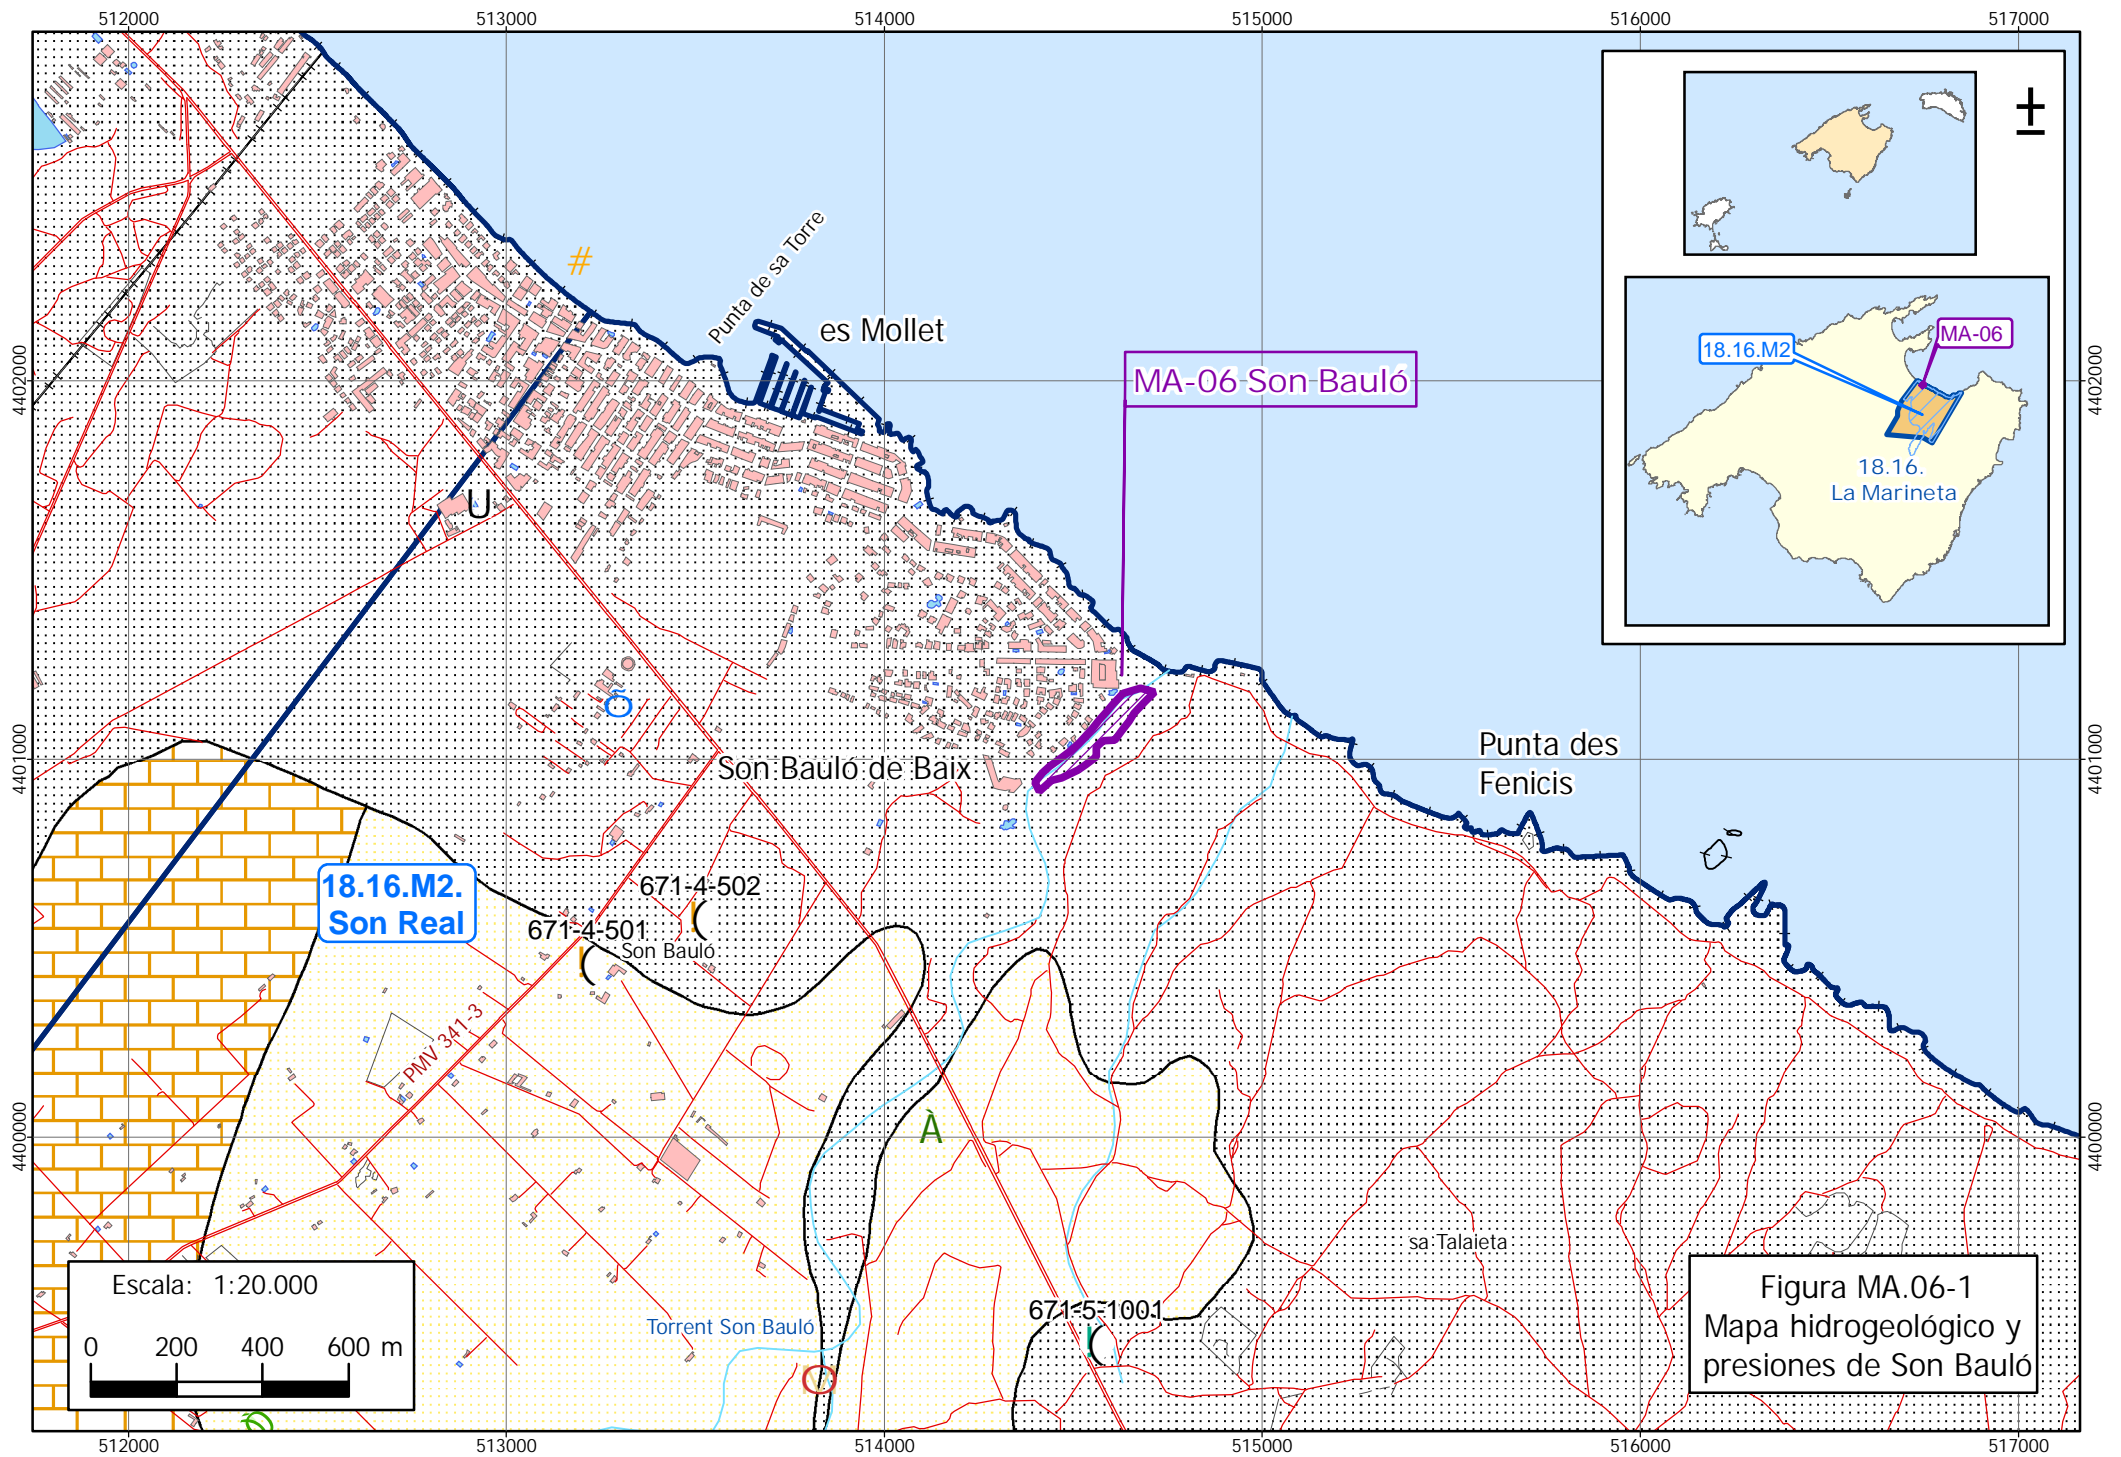 512000
513000
514000
515000
516000
517000
4402000
4401000
4400000
#
Punta de sa Torre
es Mollet
MA-06 Son Bauló
±
18.16.M2
MA-06
18.16.
La Marineta
4402000
4401000
4400000
U
Õ
Son Bauló de Baix
Punta des
Fenicis
18.16.M2.
Son Real
671-4-502
671-4-501
Son Bauló
PMV 341-3
À
sa Talaieta
671-5-1001
Torrent Son Bauló
Escala: 1:20.000
0 200 400 600 m
Figura MA.06-1
Mapa hidrogeológico y
presiones de Son Bauló
512000
513000
514000
515000
516000
517000